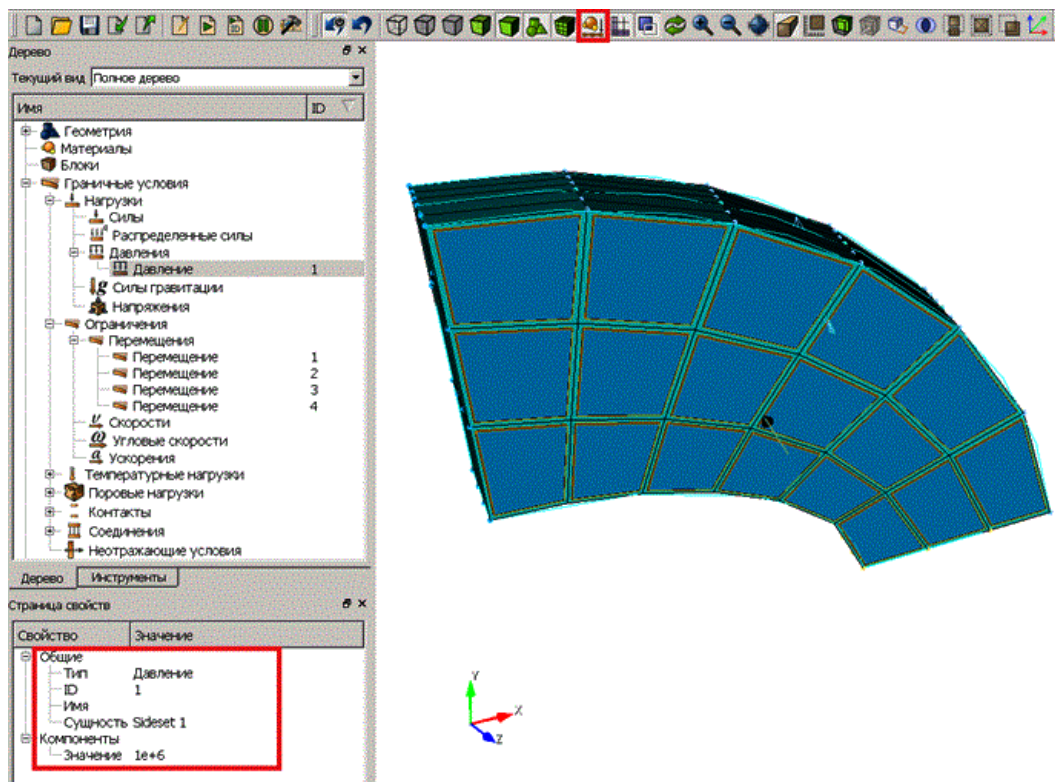 Дерево
Текущий вид Полное дерево
Имя ID
Геометрия
Материалы
Блоки
Граничные условия
Нагрузки
Силы
Распределенные силы
Давления
Давление 1
g Силы гравитации
Напряжения
Ограничения
Перемещения
Перемещение 1
Перемещение 2
Перемещение 3
Перемещение 4
v Скорости
ω Угловые скорости
a Ускорения
Температурные нагрузки
Поровые нагрузки
Контакты
Соединения
Неотражающие условия
Дерево Инструменты
Страница свойств
Свойство Значение
Общие
Тип Давление
ID 1
Имя
Сущность Sideset 1
Компоненты
Значение 1e+6
Y
X
Z